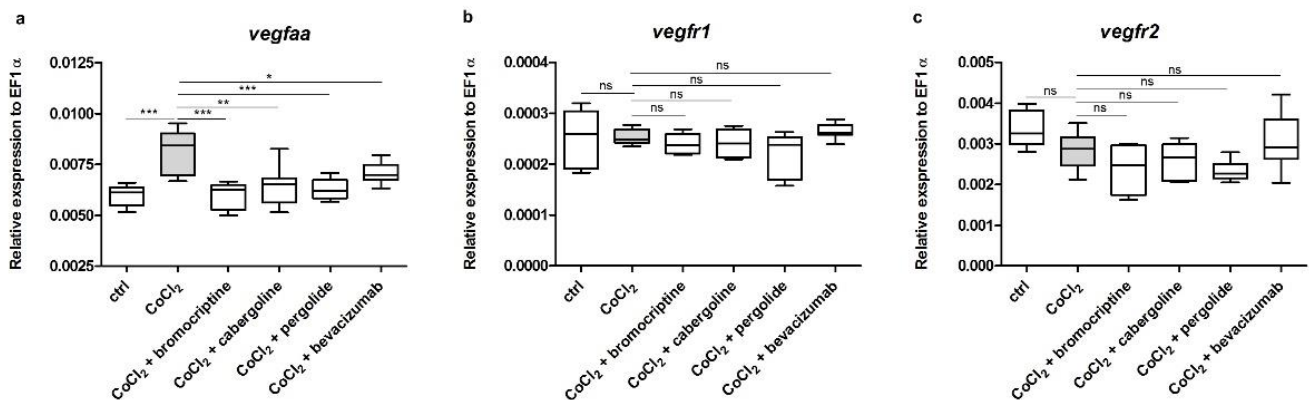 a
vegfaa
Relative exspression to EF1α
0.0125
0.0100
0.0075
0.0050
0.0025
*
***
**
***
***
ctrl
CoCl₂
CoCl₂ + bromocriptine
CoCl₂ + cabergoline
CoCl₂ + pergolide
CoCl₂ + bevacizumab
b
vegfr1
Relative exspression to EF1α
0.0004
0.0003
0.0002
0.0001
0.0000
ns
ns
ns
ns
ns
ctrl
CoCl₂
CoCl₂ + bromocriptine
CoCl₂ + cabergoline
CoCl₂ + pergolide
CoCl₂ + bevacizumab
c
vegfr2
Relative exspression to EF1α
0.005
0.004
0.003
0.002
0.001
0.000
ns
ns
ns
ns
ns
ctrl
CoCl₂
CoCl₂ + bromocriptine
CoCl₂ + cabergoline
CoCl₂ + pergolide
CoCl₂ + bevacizumab